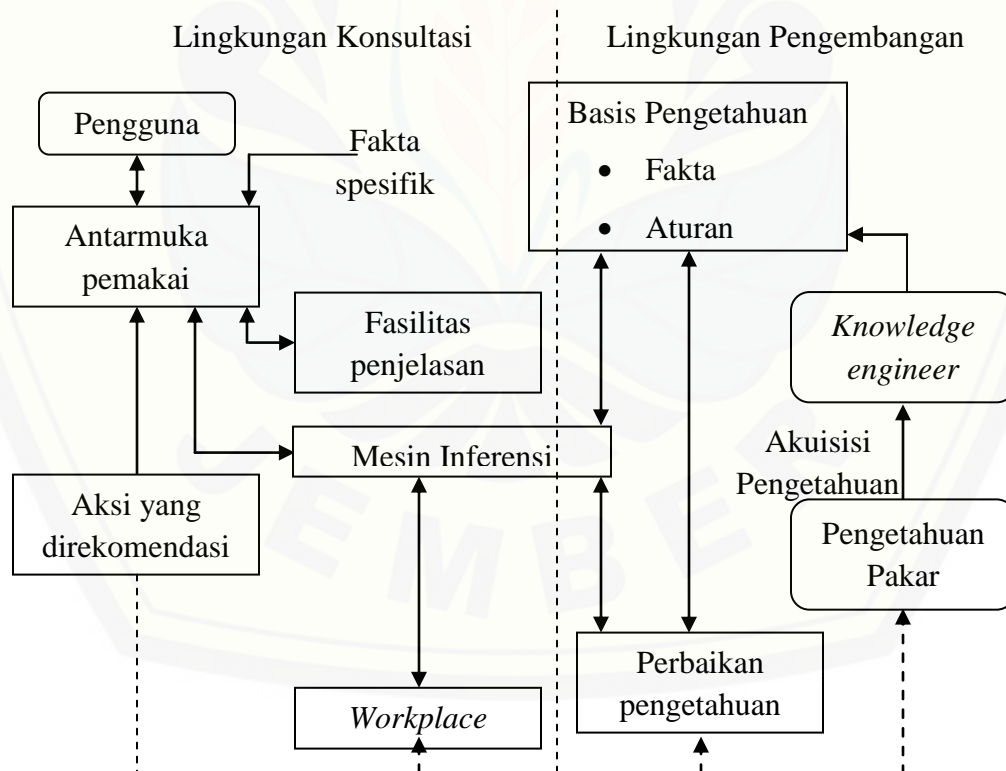 Lingkungan Konsultasi
Lingkungan Pengembangan
Pengguna
Fakta
spesifik
Antarmuka
pemakai
Fasilitas
penjelasan
Mesin Inferensi
Aksi yang
direkomendasi
Workplace
Basis Pengetahuan
• Fakta
• Aturan
Knowledge
engineer
Akuisisi
Pengetahuan
Pengetahuan
Pakar
Perbaikan
pengetahuan
JEMBER